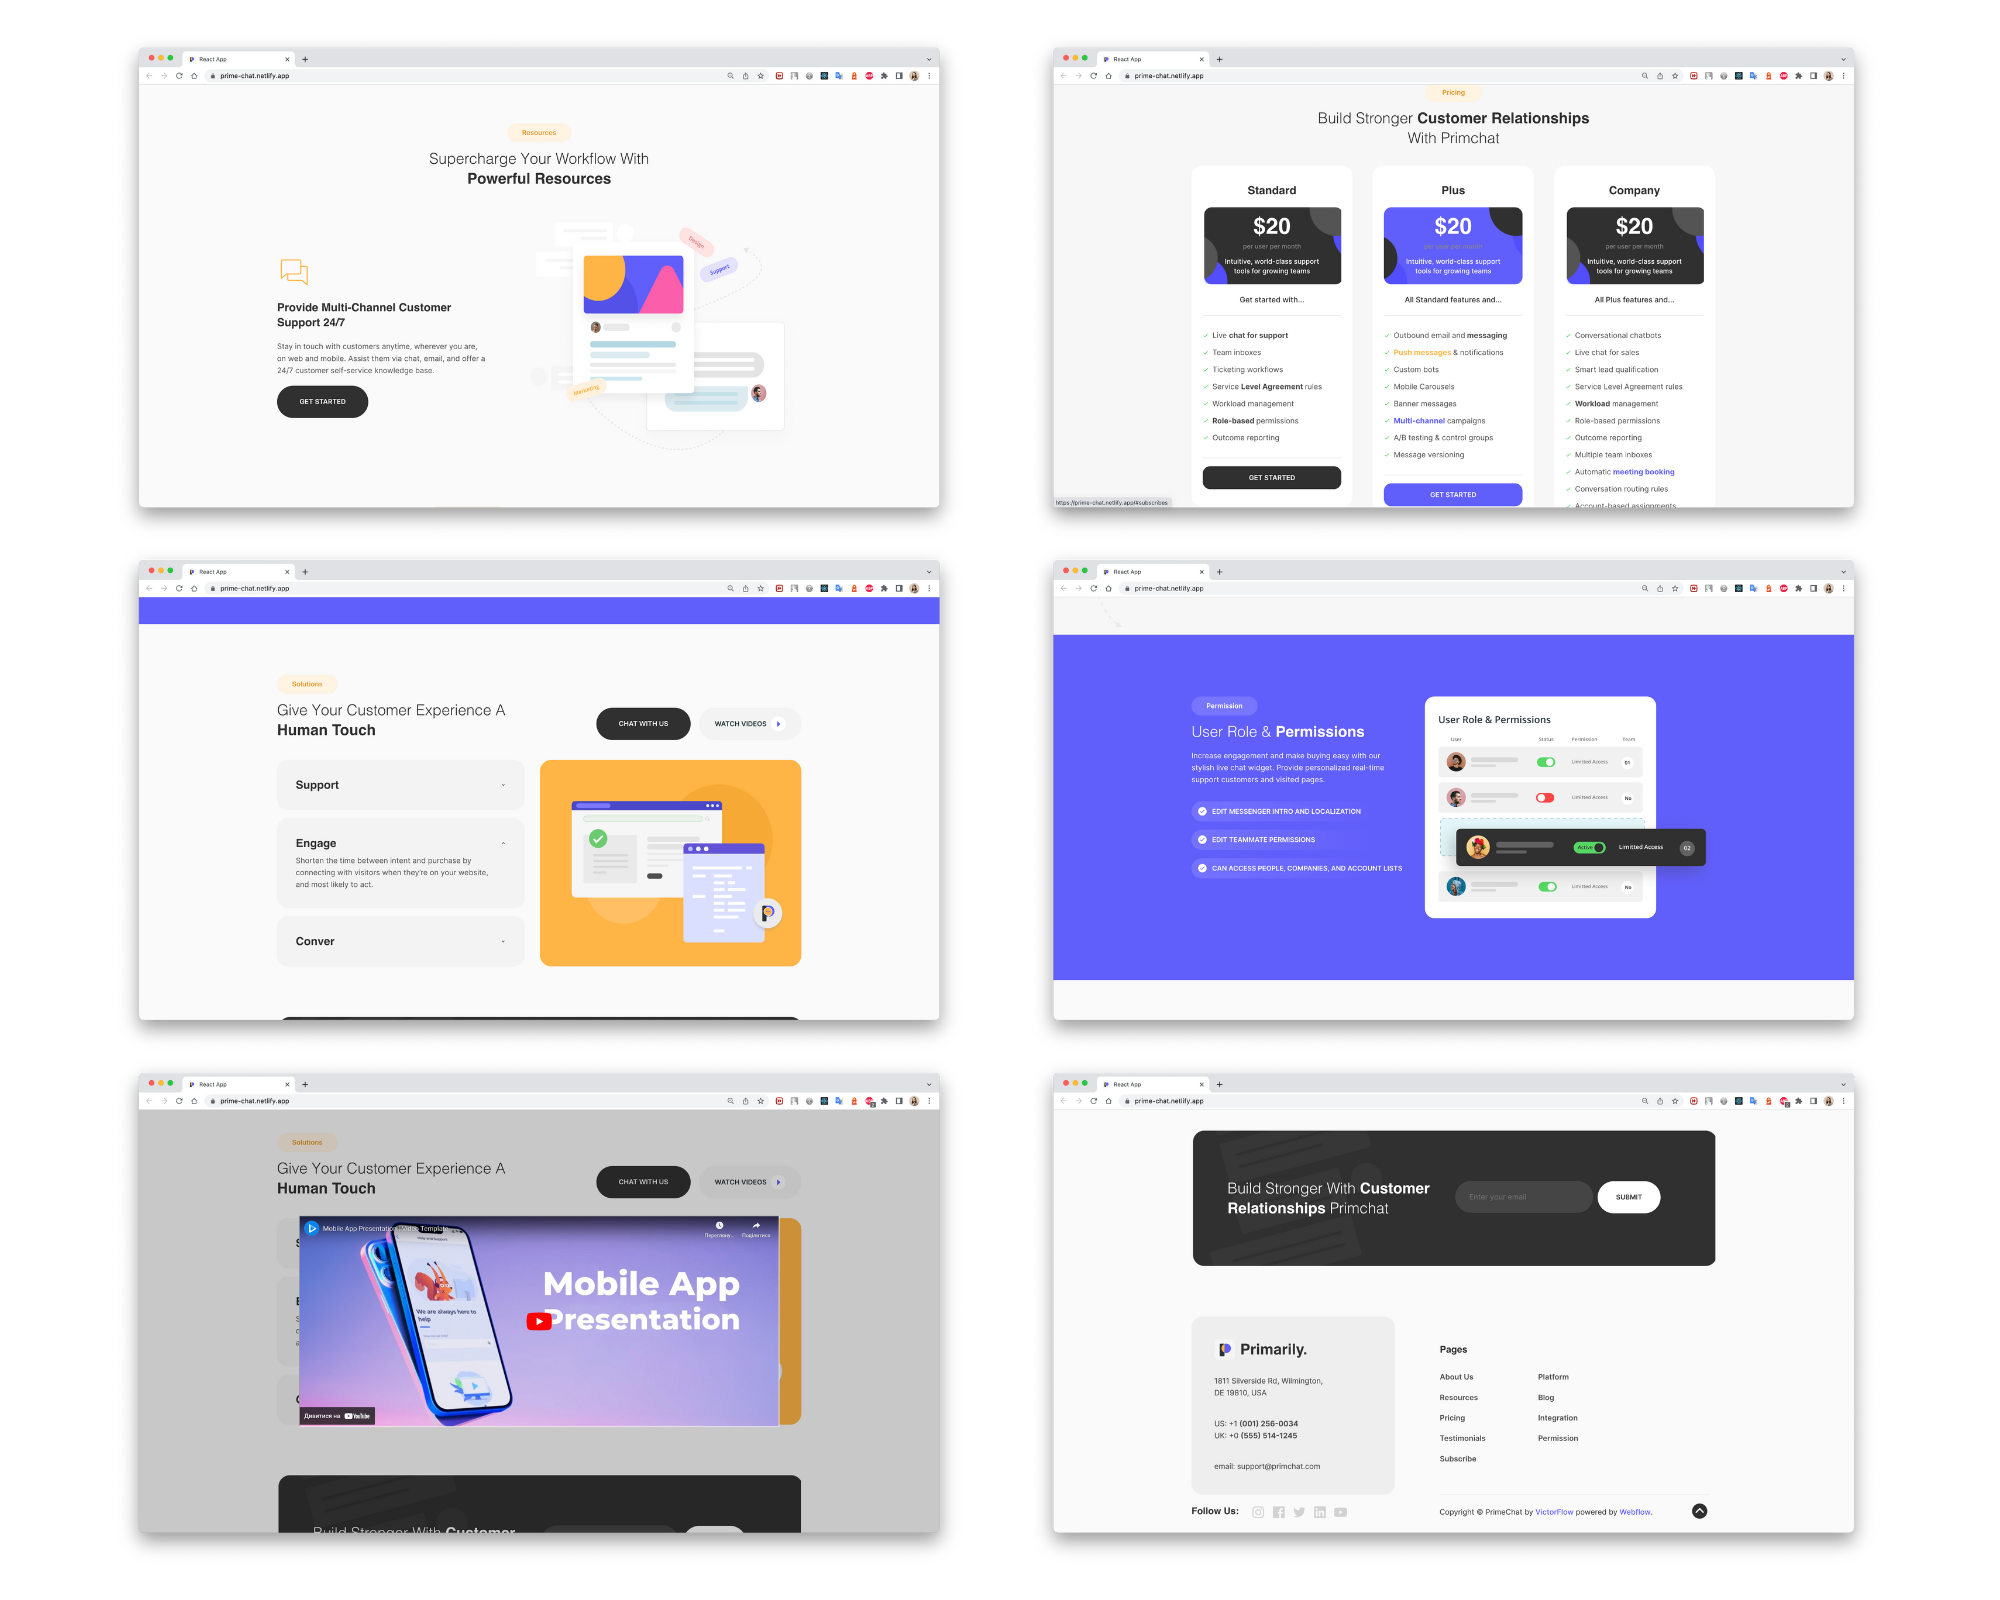 React App
prime-chat.netlify.app
Resources
Supercharge Your Workflow With
Powerful Resources
Design
Support
Marketing
Provide Multi-Channel Customer
Support 24/7
Stay in touch with customers anytime, wherever you are,
on web and mobile. Assist them via chat, email, and offer a
24/7 customer self-service knowledge base.
GET STARTED
React App
prime-chat.netlify.app
Pricing
Build Stronger Customer Relationships
With Primchat
Standard
$20
per user per month
Intuitive, world-class support
tools for growing teams
Get started with...
Live chat for support
Team inboxes
Ticketing workflows
Service Level Agreement rules
Workload management
Role-based permissions
Outcome reporting
GET STARTED
Plus
$20
per user per month
Intuitive, world-class support
tools for growing teams
All Standard features and...
Outbound email and messaging
Push messages & notifications
Custom bots
Mobile Carousels
Banner messages
Multi-channel campaigns
A/B testing & control groups
Message versioning
GET STARTED
Company
$20
per user per month
Intuitive, world-class support
tools for growing teams
All Plus features and...
Conversational chatbots
Live chat for sales
Smart lead qualification
Service Level Agreement rules
Workload management
Role-based permissions
Outcome reporting
Multiple team inboxes
Automatic meeting booking
Conversation routing rules
Account-based assignments
https://prime-chat.netlify.app/#subscribes
React App
prime-chat.netlify.app
Solutions
Give Your Customer Experience A
Human Touch
CHAT WITH US
WATCH VIDEOS
Support
Engage
Shorten the time between intent and purchase by
connecting with visitors when they're on your website,
and most likely to act.
Conver
React App
prime-chat.netlify.app
Permission
User Role & Permissions
Increase engagement and make buying easy with our
stylish live chat widget. Provide personalized real-time
support customers and visited pages.
EDIT MESSENGER INTRO AND LOCALIZATION
EDIT TEAMMATE PERMISSIONS
CAN ACCESS PEOPLE, COMPANIES, AND ACCOUNT LISTS
User Role & Permissions
User Status Permission Team
Limitted Access 01
Limitted Access No
Active Limitted Access 02
Limitted Access No
React App
prime-chat.netlify.app
Solutions
Give Your Customer Experience A
Human Touch
CHAT WITH US
WATCH VIDEOS
Mobile App Presentation Video Template
Поділитися
Mobile App
Presentation
We are always here to
help
Дивитися на YouTube
Build Stronger With Customer
React App
prime-chat.netlify.app
Build Stronger With Customer
Relationships Primchat
Enter your email
SUBMIT
Primarily.
1811 Silverside Rd, Wilmington,
DE 19810, USA
US: +1 (001) 256-0034
UK: +0 (555) 514-1245
email: support@primchat.com
Pages
About Us
Resources
Pricing
Testimonials
Subscribe
Platform
Blog
Integration
Permission
Follow Us:
Copyright © PrimeChat by VictorFlow powered by Webflow.